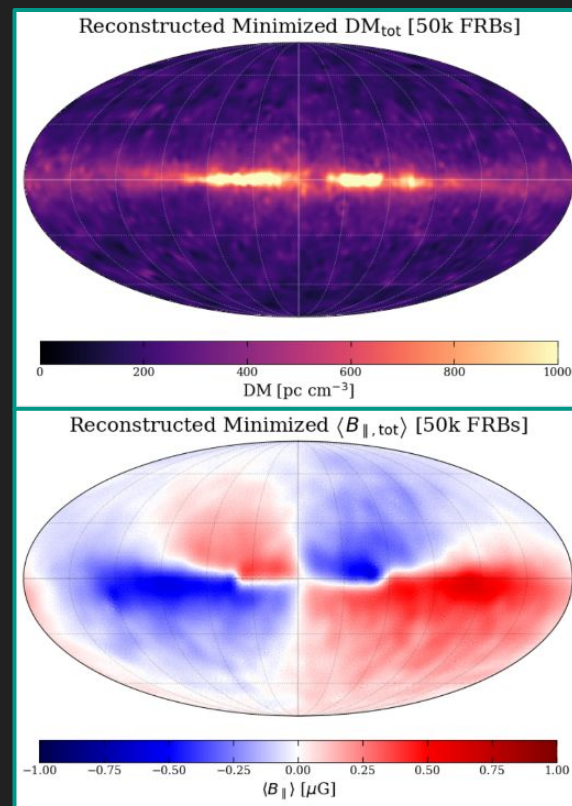 Reconstructed Minimized DM_tot [50k FRBs]
0 200 400 600 800 1000
DM [pc cm⁻³]
Reconstructed Minimized ⟨B_∥,tot⟩ [50k FRBs]
−1.00 −0.75 −0.50 −0.25 0.00 0.25 0.50 0.75 1.00
⟨B_∥⟩ [μG]